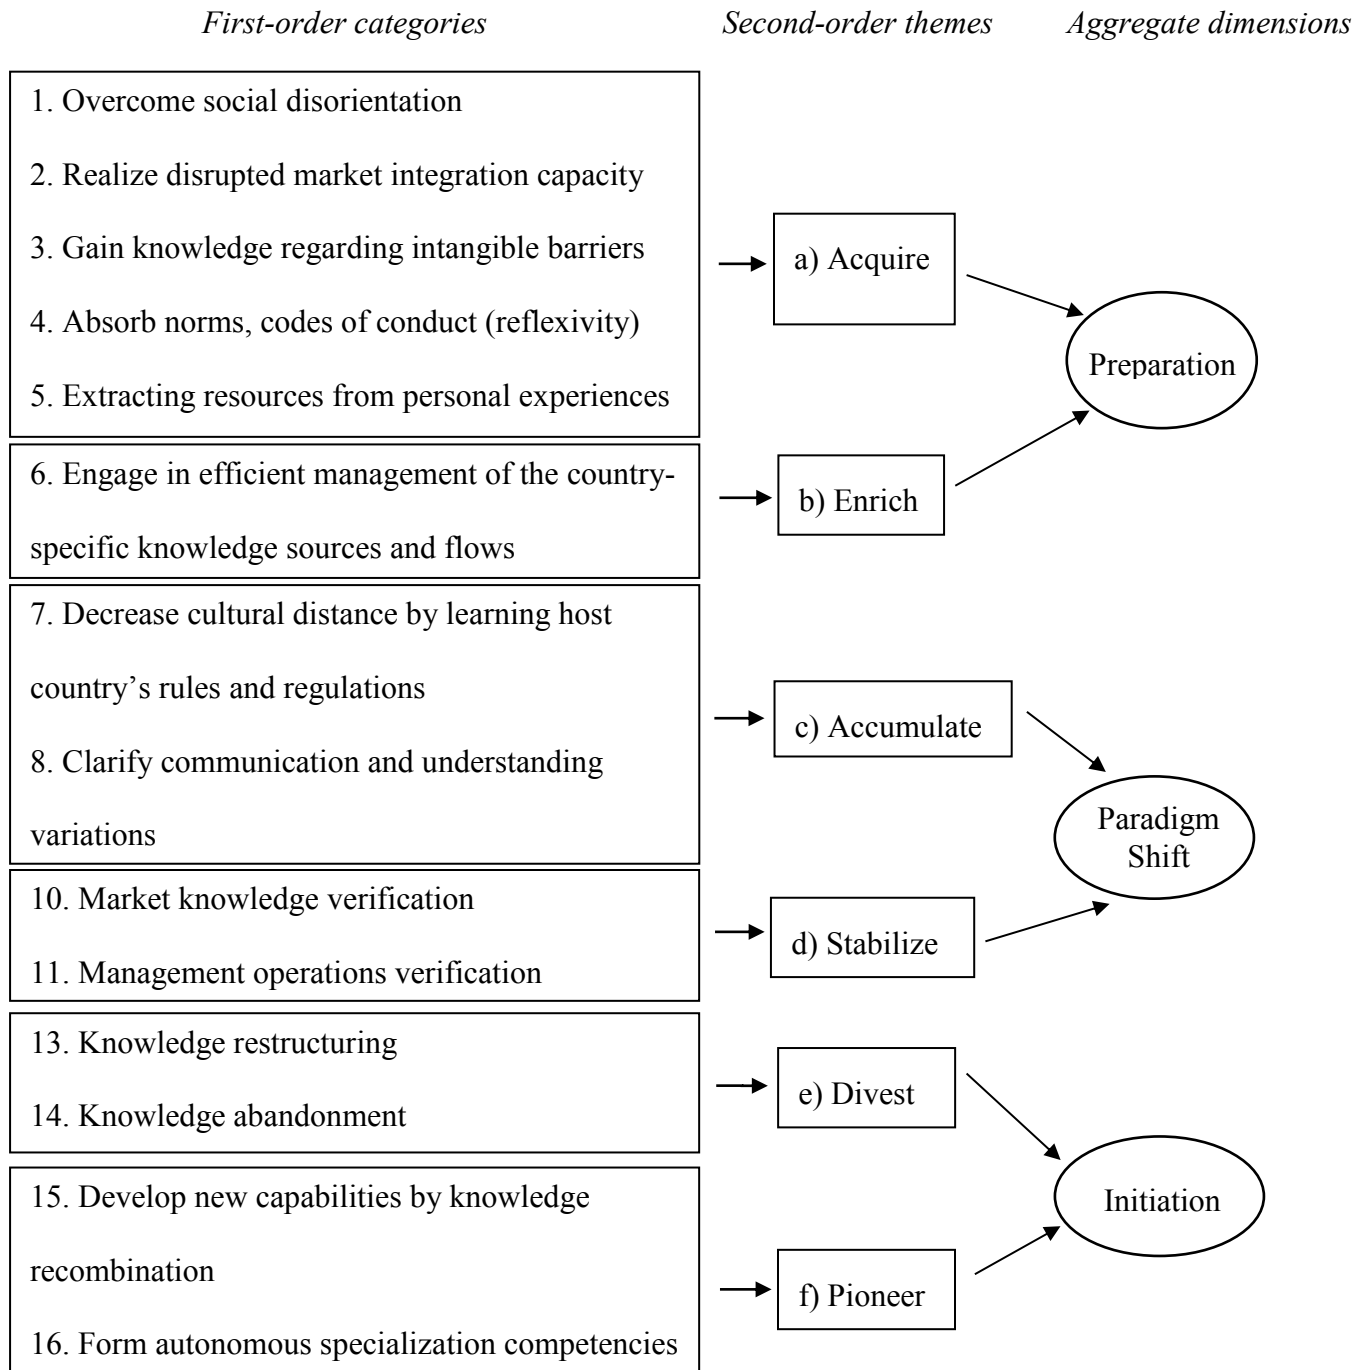 First-order categories
Second-order themes
Aggregate dimensions
1. Overcome social disorientation
2. Realize disrupted market integration capacity
3. Gain knowledge regarding intangible barriers
4. Absorb norms, codes of conduct (reflexivity)
5. Extracting resources from personal experiences
a) Acquire
Preparation
6. Engage in efficient management of the country-
specific knowledge sources and flows
b) Enrich
7. Decrease cultural distance by learning host
country’s rules and regulations
8. Clarify communication and understanding
variations
c) Accumulate
Paradigm
Shift
10. Market knowledge verification
11. Management operations verification
d) Stabilize
13. Knowledge restructuring
14. Knowledge abandonment
e) Divest
Initiation
15. Develop new capabilities by knowledge
recombination
16. Form autonomous specialization competencies
f) Pioneer